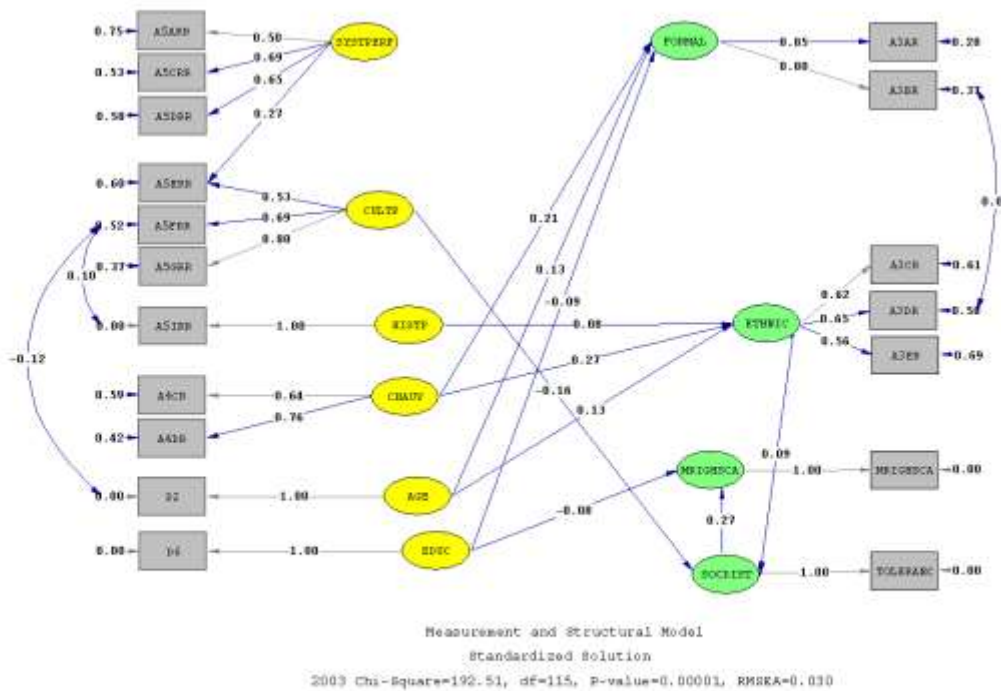 0.75 A5ARR 0.50 SYSTPERF FORMAL 0.85 A3AR 0.28
0.53 A5CRR 0.69
0.80 A3BR 0.37
0.58 A5DRR 0.65
0.27
0.60 A5ERR 0.53
0.52 A5FRR 0.69 CULTP 0.21
0.37 A5GRR 0.80 0.13 A3CR 0.61
0.10 -0.09 0.62
0.00 1.00 HISTP 0.08 ETHNIC 0.65 A3DR
-0.12 0.27 0.56 A3ER 0.69
0.59 A4CR 0.64 CHAUV -0.16
0.42 A4DR 0.76 0.13
0.09
MRIGHSCA 1.00 MRIGHSCA 0.00
0.00 1.00 AGE -0.08
0.27
0.00 1.00 EDUC
1.00 TOLERANC 0.00
Measurement and Structural Model
Standardized Solution
2003 Chi-Square=192.51, df=115, P-value=0.00001, RMSEA=0.030